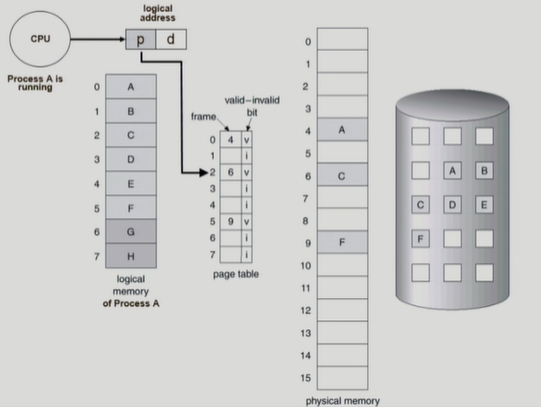 logical
address
CPU
p d
Process A is
running
0 A
1 B
2 C
3 D
4 E
5 F
6 G
7 H
logical
memory
of Process A
valid–invalid
bit
frame
0 4 v
1 i
2 6 v
3 i
4 i
5 9 v
6 i
7 i
page table
0
1
2
3
4 A
5
6 C
7
8
9 F
10
11
12
13
14
15
physical memory
A B
C D E
F